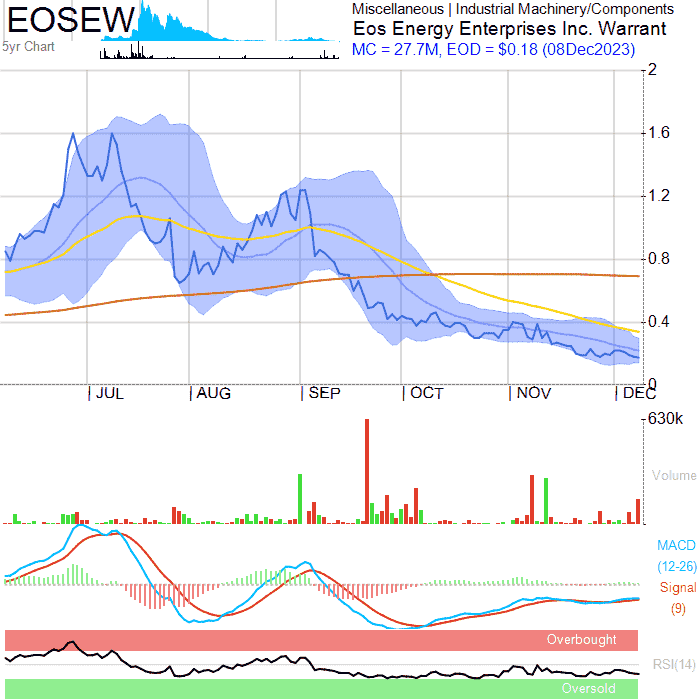 EOSEW
Miscellaneous | Industrial Machinery/Components
Eos Energy Enterprises Inc. Warrant
5yr Chart
MC = 27.7M, EOD = $0.18 (08Dec2023)
2
1.6
1.2
0.8
0.4
0
JUL AUG SEP OCT NOV DEC
630k
Volume
MACD
(12-26)
Signal
(9)
Overbought
RSI(14)
Oversold